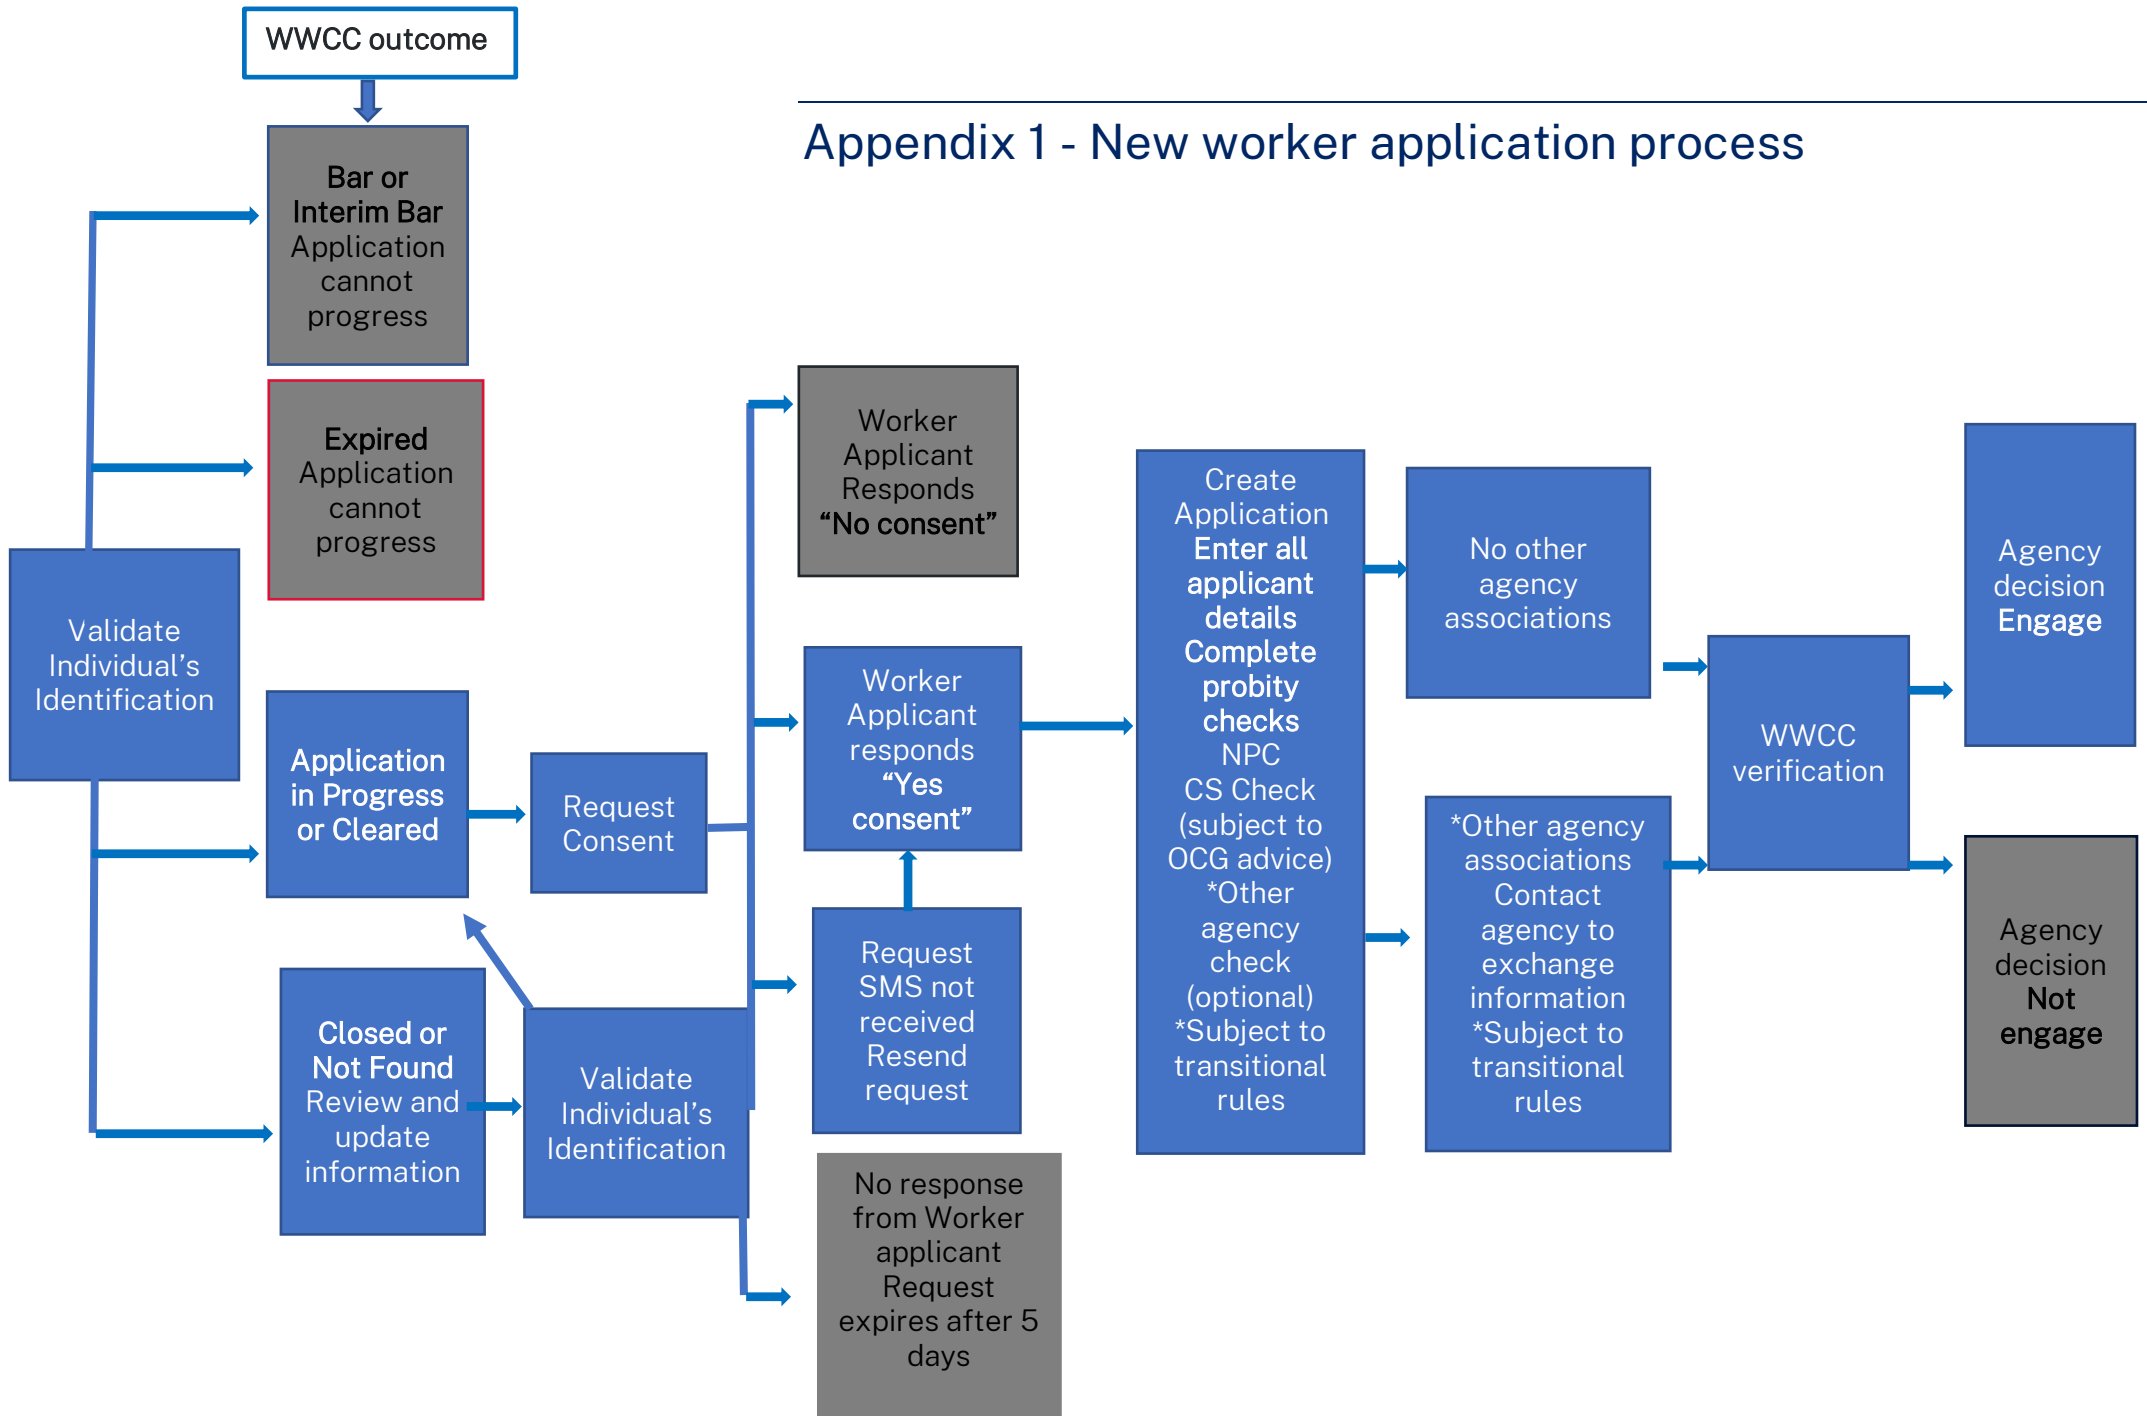 WWCC outcome
Appendix 1 - New worker application process
Bar or
Interim Bar
Application
cannot
progress
Expired
Application
cannot
progress
Validate
Individual’s
Identification
Application
in Progress
or Cleared
Closed or
Not Found
Review and
update
information
Request
Consent
Validate
Individual’s
Identification
Worker
Applicant
Responds
“No consent”
Worker
Applicant
responds
“Yes
consent”
Request
SMS not
received
Resend
request
No response
from Worker
applicant
Request
expires after 5
days
Create
Application
Enter all
applicant
details
Complete
probity
checks
NPC
CS Check
(subject to
OCG advice)
*Other
agency
check
(optional)
*Subject to
transitional
rules
No other
agency
associations
*Other agency
associations
Contact
agency to
exchange
information
*Subject to
transitional
rules
WWCC
verification
Agency
decision
Engage
Agency
decision
Not
engage